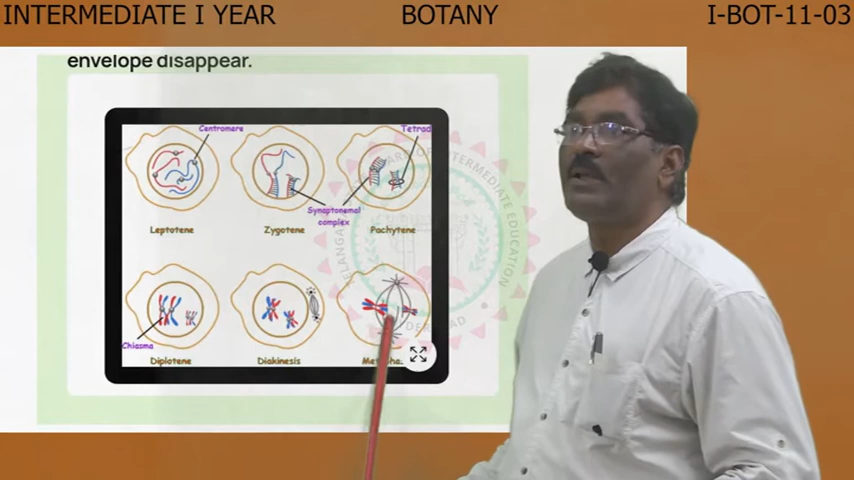 INTERMEDIATE I YEAR BOTANY I-BOT-11-03
envelope disappear.
Centromere
Tetrad
Synaptonemal
complex
Leptotene Zygotene Pachytene
Chiasma
Diplotene Diakinesis